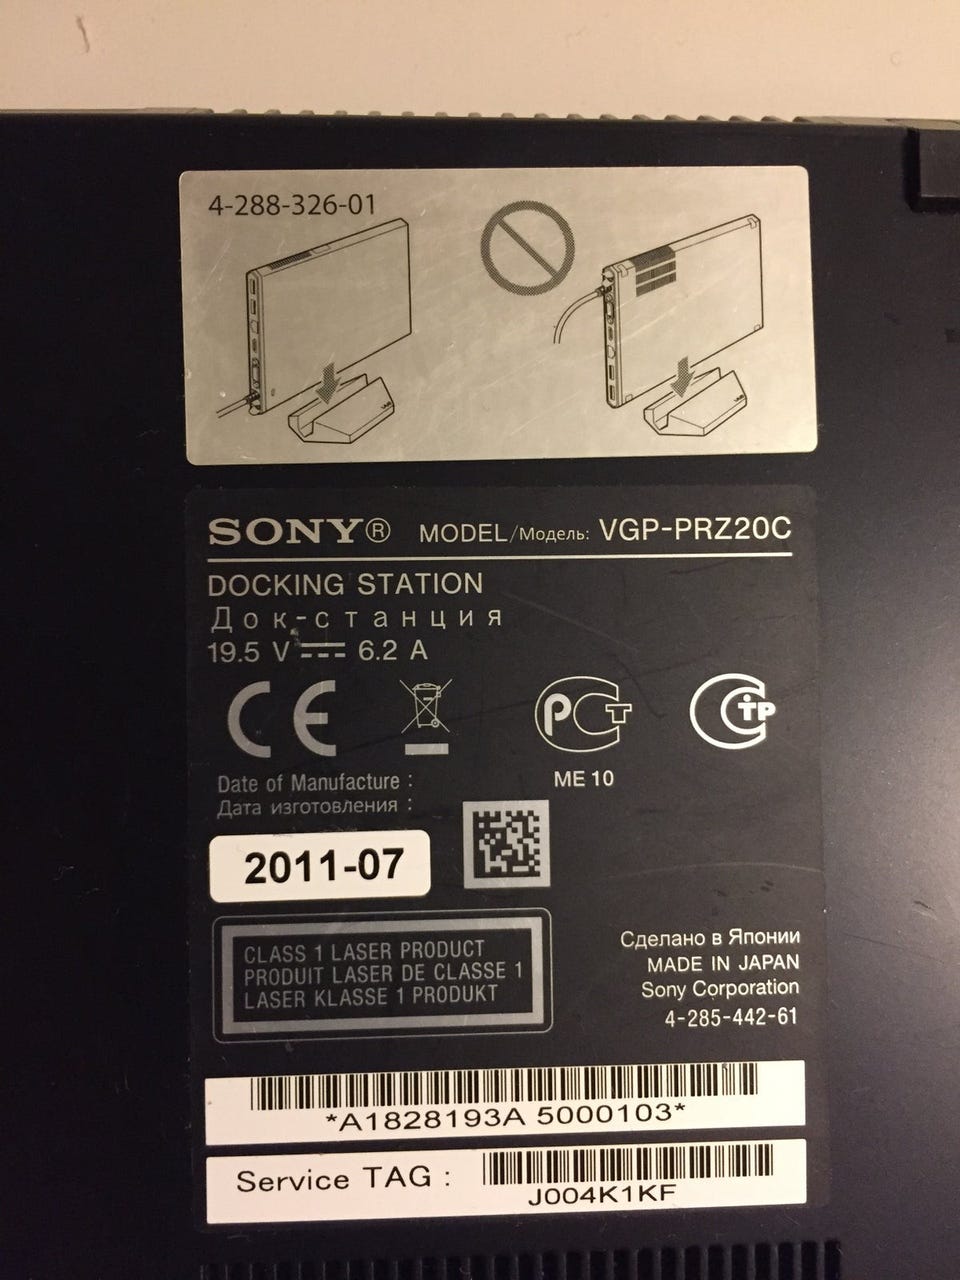 4-288-326-01
SONY® MODEL/Модель: VGP-PRZ20C
DOCKING STATION
Док-станция
19.5 V 6.2 A
CE
РСТ
ME 10
Date of Manufacture :
Дата изготовления :
2011-07
CLASS 1 LASER PRODUCT
PRODUIT LASER DE CLASSE 1
LASER KLASSE 1 PRODUKT
Сделано в Японии
MADE IN JAPAN
Sony Corporation
4-285-442-61
*A1828193A 5000103*
Service TAG :
J004K1KF